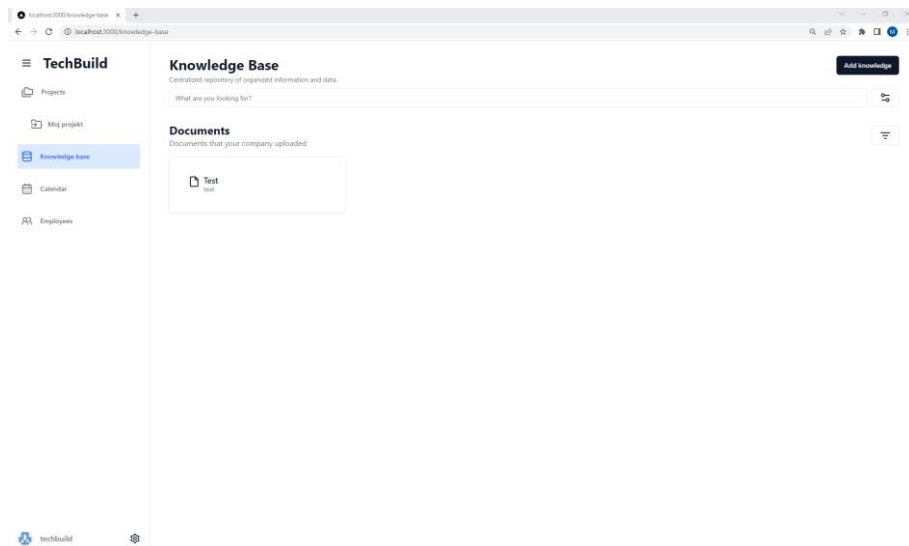 localhost:3000/knowledge-base
localhost:3000/knowledge-base
M
TechBuild
Projects
Moj projekt
Knowledge base
Calendar
Employees
techbuild
Knowledge Base
Add knowledge
Centralized repository of organized information and data.
What are you looking for?
Documents
Documents that your company uploaded
Test
test